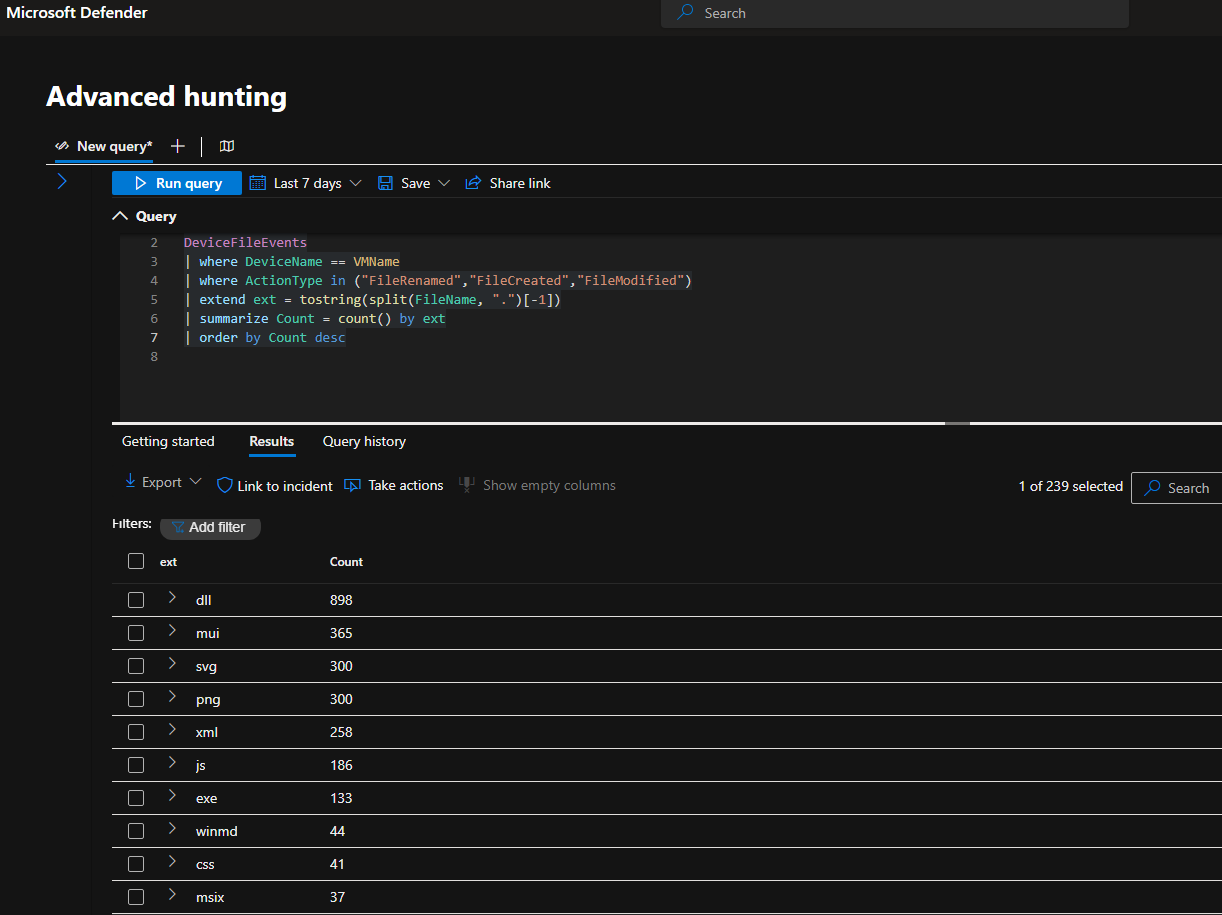 Microsoft Defender
Search
Advanced hunting
New query*
Run query Last 7 days Save Share link
Query
2 DeviceFileEvents
3 | where DeviceName == VMName
4 | where ActionType in ("FileRenamed","FileCreated","FileModified")
5 | extend ext = tostring(split(FileName, ".")[-1])
6 | summarize Count = count() by ext
7 | order by Count desc
8
Getting started Results Query history
Export Link to incident Take actions Show empty columns 1 of 239 selected Search
Filters: Add filter
ext Count
dll 898
mui 365
svg 300
png 300
xml 258
js 186
exe 133
winmd 44
css 41
msix 37